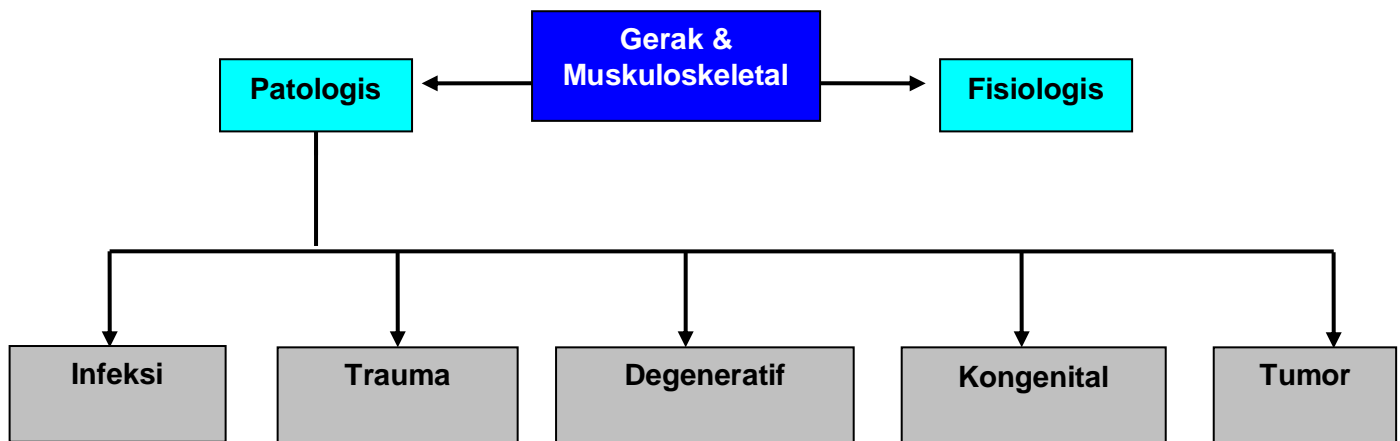 Gerak &
Muskuloskeletal
Patologis
Fisiologis
Infeksi
Trauma
Degeneratif
Kongenital
Tumor